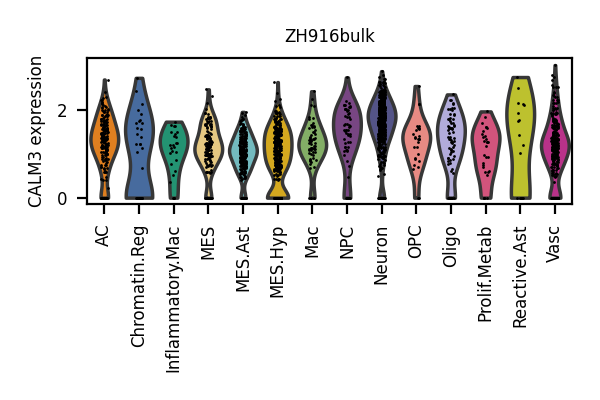 ZH916bulk
CALM3 expression
2
0
AC
Chromatin.Reg
Inflammatory.Mac
MES
MES.Ast
MES.Hyp
Mac
NPC
Neuron
OPC
Oligo
Prolif.Metab
Reactive.Ast
Vasc